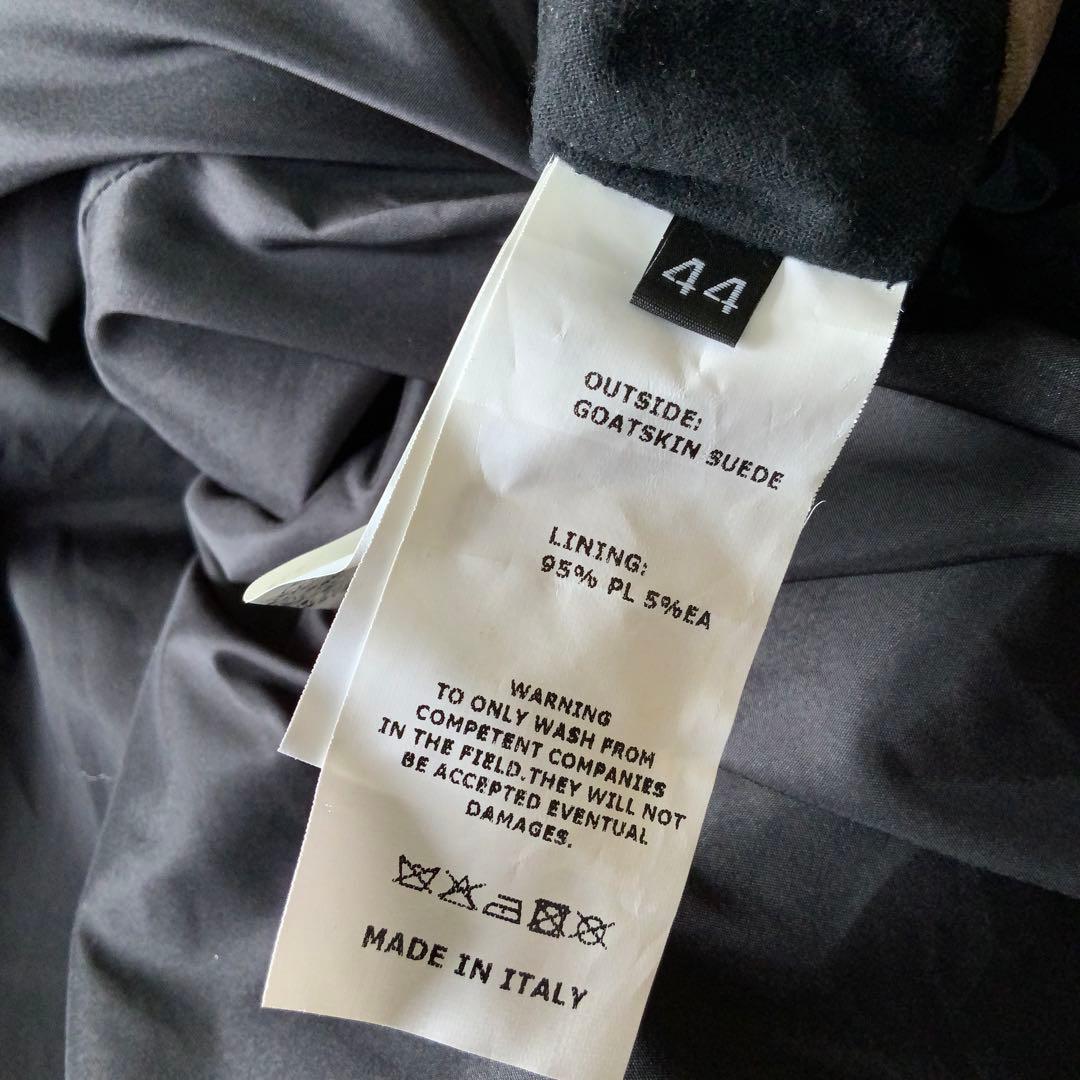 44
OUTSIDE:
GOATSKIN SUEDE
LINING:
95% PL 5%EA
WARNING
TO ONLY WASH FROM
COMPETENT COMPANIES
IN THE FIELD.THEY WILL NOT
BE ACCEPTED EVENTUAL
DAMAGES.
MADE IN ITALY